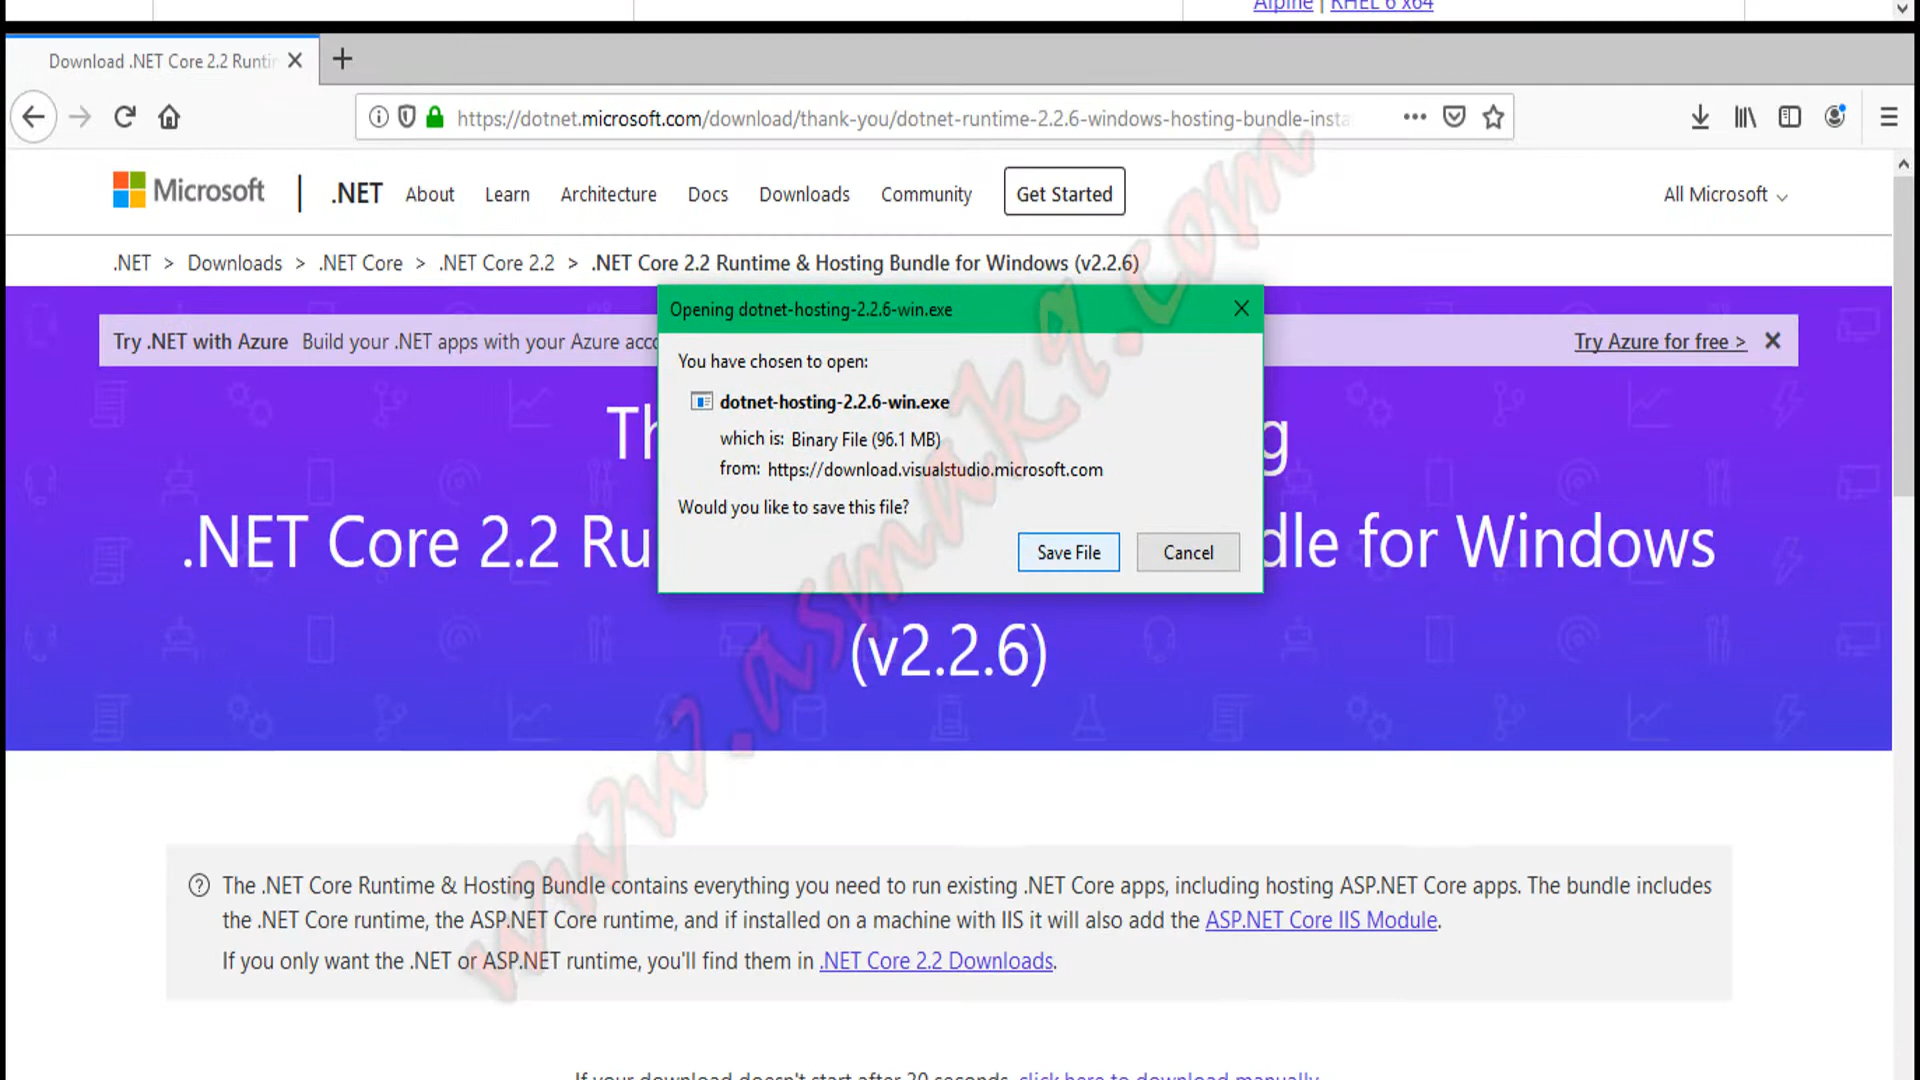 Alpine | RHEL 6 x64
Download .NET Core 2.2 Runti
https://dotnet.microsoft.com/download/thank-you/dotnet-runtime-2.2.6-windows-hosting-bundle-insta
Microsoft | .NET About Learn Architecture Docs Downloads Community Get Started All Microsoft
.NET > Downloads > .NET Core > .NET Core 2.2 > .NET Core 2.2 Runtime & Hosting Bundle for Windows (v2.2.6)
Opening dotnet-hosting-2.2.6-win.exe
Try .NET with Azure Build your .NET apps with your Azure acco
Try Azure for free >
You have chosen to open:
dotnet-hosting-2.2.6-win.exe
which is: Binary File (96.1 MB)
from: https://download.visualstudio.microsoft.com
Would you like to save this file?
Save File Cancel
Th g
.NET Core 2.2 Ru dle for Windows
(v2.2.6)
www.asmakq.com
The .NET Core Runtime & Hosting Bundle contains everything you need to run existing .NET Core apps, including hosting ASP.NET Core apps. The bundle includes
the .NET Core runtime, the ASP.NET Core runtime, and if installed on a machine with IIS it will also add the ASP.NET Core IIS Module.
If you only want the .NET or ASP.NET runtime, you'll find them in .NET Core 2.2 Downloads.
If your download doesn't start after 30 seconds, click here to download manually